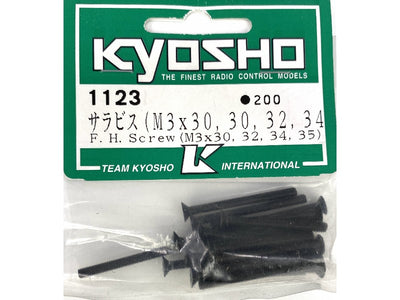 KYOSHO
THE FINEST RADIO CONTROL MODELS
1123 ●200
サラビス(M3x30, 30, 32, 34
F. H. Screw(M3x30, 32, 34, 35)
TEAM KYOSHO K INTERNATIONAL